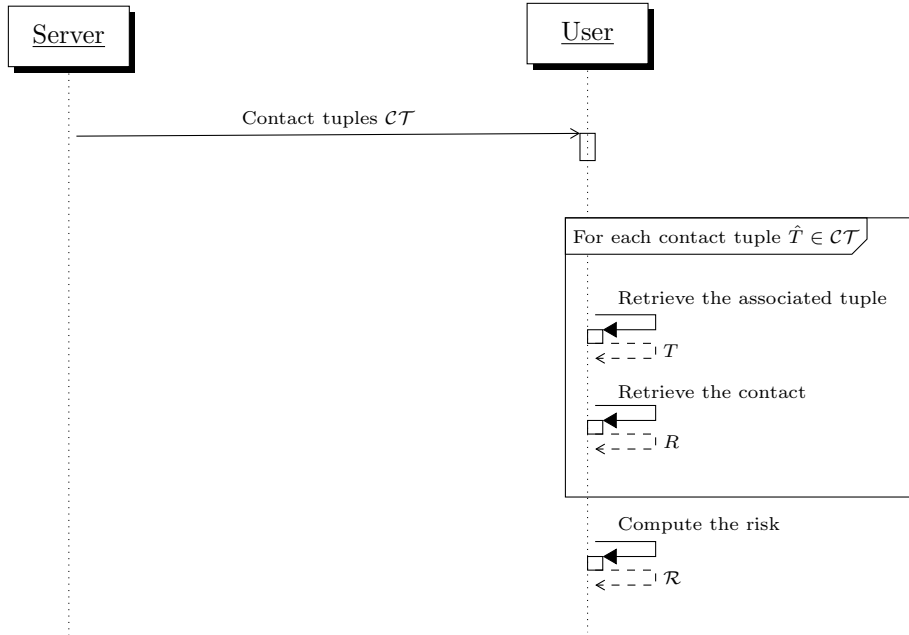 Server
User
Contact tuples 𝒞𝒯
For each contact tuple T̂ ∈ 𝒞𝒯
Retrieve the associated tuple
T
Retrieve the contact
R
Compute the risk
ℛ